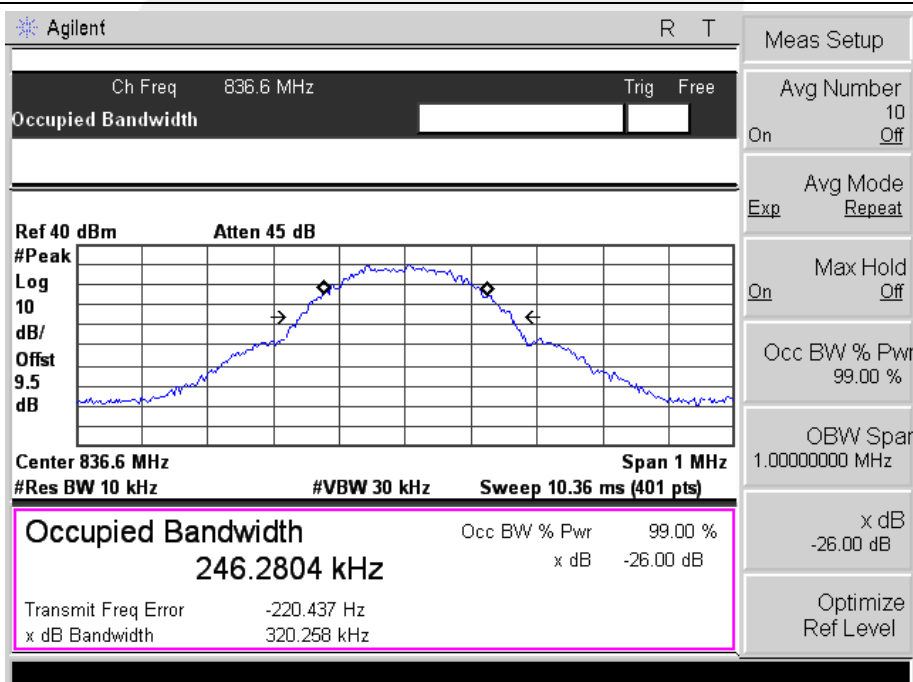 Agilent
R T
Meas Setup
Ch Freq 836.6 MHz Trig Free
Occupied Bandwidth
Avg Number
10
On Off
Avg Mode
Exp Repeat
Max Hold
On Off
Occ BW % Pwr
99.00 %
OBW Span
1.00000000 MHz
x dB
-26.00 dB
Optimize
Ref Level
Ref 40 dBm Atten 45 dB
#Peak
Log
10
dB/
Offst
9.5
dB
Center 836.6 MHz Span 1 MHz
#Res BW 10 kHz #VBW 30 kHz Sweep 10.36 ms (401 pts)
Occupied Bandwidth
246.2804 kHz
Occ BW % Pwr 99.00 %
x dB -26.00 dB
Transmit Freq Error -220.437 Hz
x dB Bandwidth 320.258 kHz